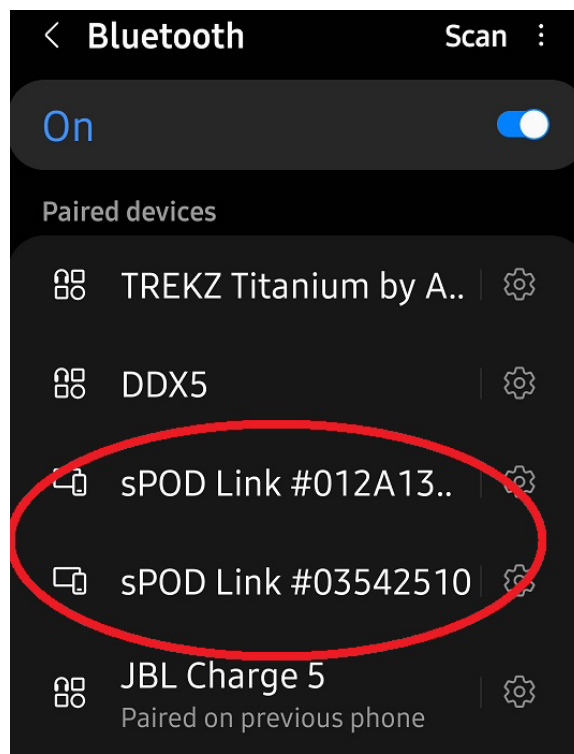 Bluetooth Scan
On
Paired devices
TREKZ Titanium by A..
DDX5
sPOD Link #012A13..
sPOD Link #03542510
JBL Charge 5
Paired on previous phone